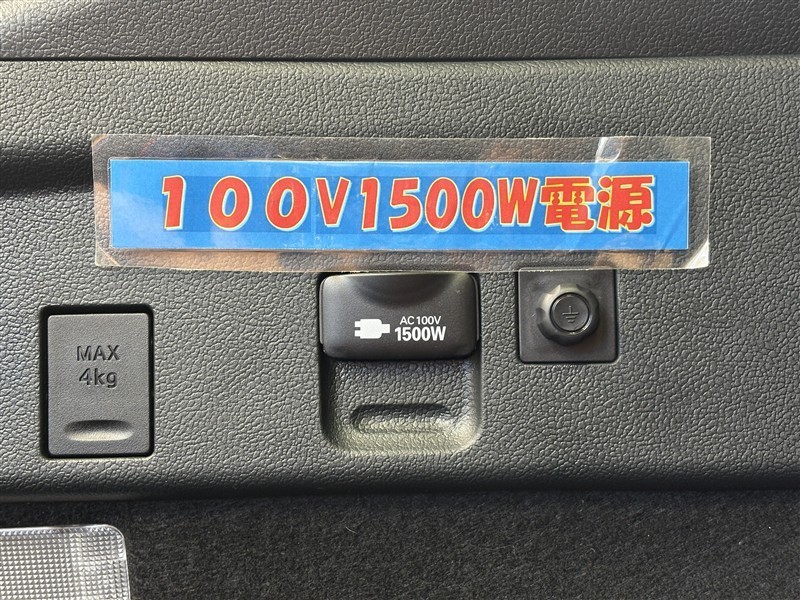 １００V1500W電源
AC100V
1500W
MAX
4kg